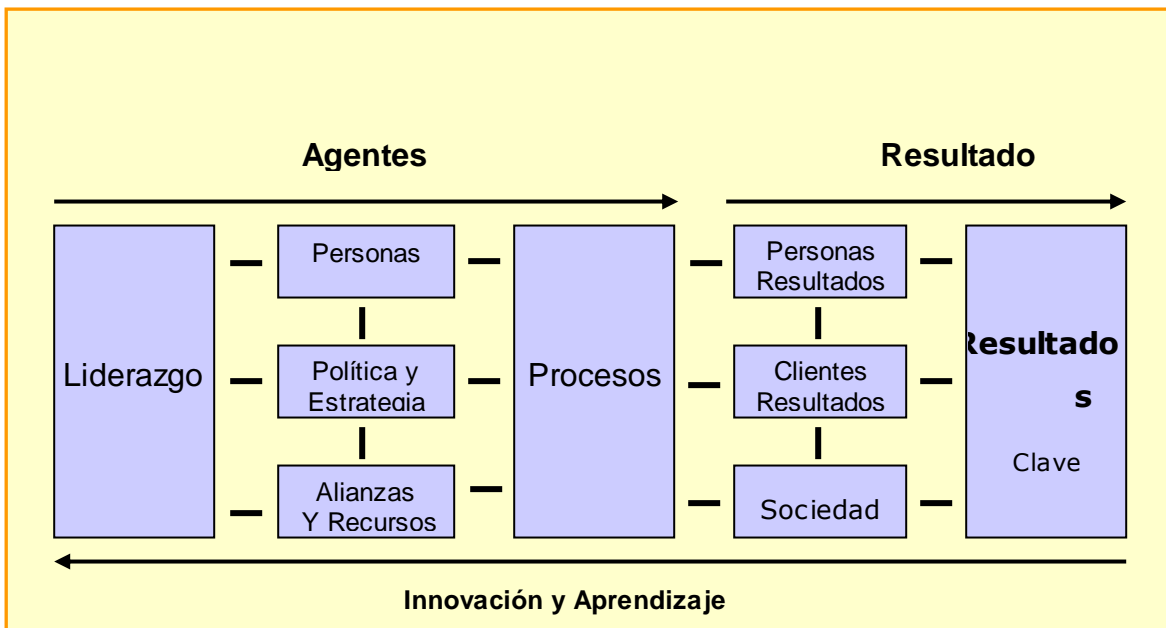 Agentes
Resultado
Liderazgo
Personas
Política y
Estrategia
Alianzas
Y Recursos
Procesos
Personas
Resultados
Clientes
Resultados
Sociedad
Resultado
s
Clave
Innovación y Aprendizaje